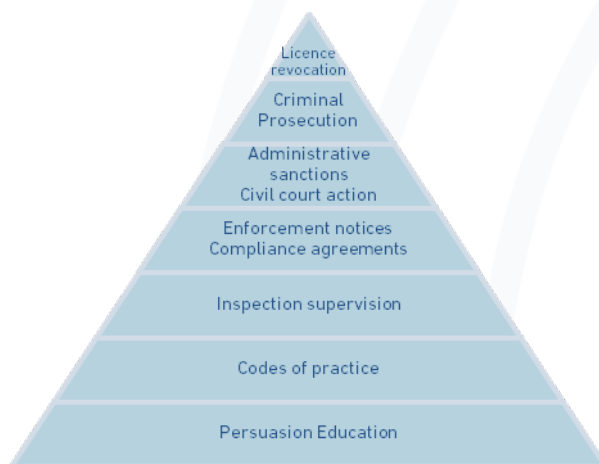 Licence
revocation
Criminal
Prosecution
Administrative
sanctions
Civil court action
Enforcement notices
Compliance agreements
Inspection supervision
Codes of practice
Persuasion Education